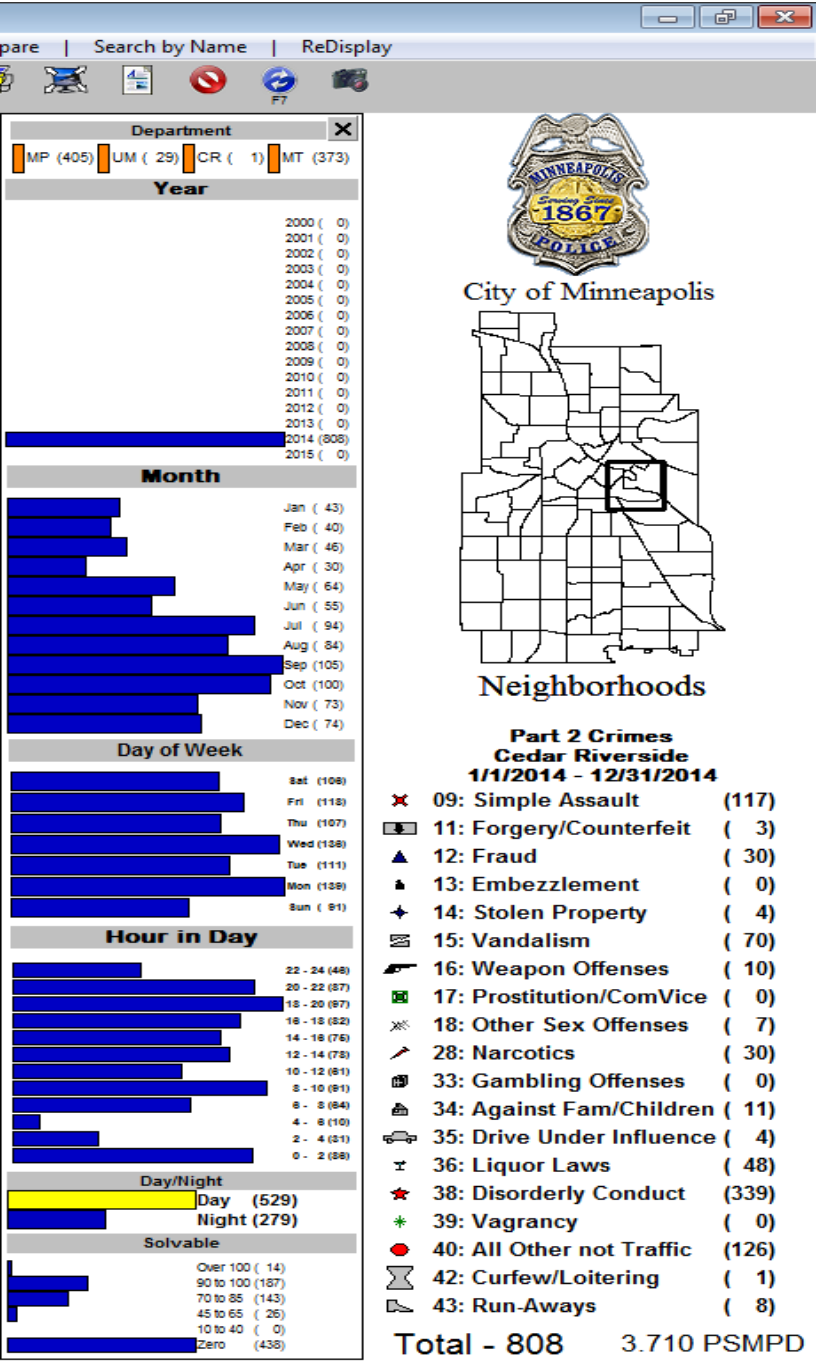 pare | Search by Name | ReDisplay
F7
Department
MP (405) UM ( 29) CR ( 1) MT (373)
Year
2000 ( 0)
2001 ( 0)
2002 ( 0)
2003 ( 0)
2004 ( 0)
2005 ( 0)
2006 ( 0)
2007 ( 0)
2008 ( 0)
2009 ( 0)
2010 ( 0)
2011 ( 0)
2012 ( 0)
2013 ( 0)
2014 (808)
2015 ( 0)
Month
Jan ( 43)
Feb ( 40)
Mar ( 46)
Apr ( 30)
May ( 64)
Jun ( 55)
Jul ( 94)
Aug ( 84)
Sep (105)
Oct (100)
Nov ( 73)
Dec ( 74)
Day of Week
Sat (106)
Fri (118)
Thu (107)
Wed (136)
Tue (111)
Mon (139)
Sun ( 91)
Hour in Day
22 - 24 (46)
20 - 22 (87)
18 - 20 (97)
16 - 18 (82)
14 - 16 (75)
12 - 14 (78)
10 - 12 (61)
8 - 10 (91)
6 - 8 (64)
4 - 6 (10)
2 - 4 (31)
0 - 2 (86)
Day/Night
Day (529)
Night (279)
Solvable
Over 100 ( 14)
90 to 100 (187)
70 to 85 (143)
45 to 65 ( 26)
10 to 40 ( 0)
Zero (438)
MINNEAPOLIS
Serving Since
1867
POLICE
City of Minneapolis
Neighborhoods
Part 2 Crimes
Cedar Riverside
1/1/2014 - 12/31/2014
09: Simple Assault (117)
11: Forgery/Counterfeit ( 3)
12: Fraud ( 30)
13: Embezzlement ( 0)
14: Stolen Property ( 4)
15: Vandalism ( 70)
16: Weapon Offenses ( 10)
17: Prostitution/ComVice ( 0)
18: Other Sex Offenses ( 7)
28: Narcotics ( 30)
33: Gambling Offenses ( 0)
34: Against Fam/Children ( 11)
35: Drive Under Influence ( 4)
36: Liquor Laws ( 48)
38: Disorderly Conduct (339)
39: Vagrancy ( 0)
40: All Other not Traffic (126)
42: Curfew/Loitering ( 1)
43: Run-Aways ( 8)
Total - 808 3.710 PSMPD